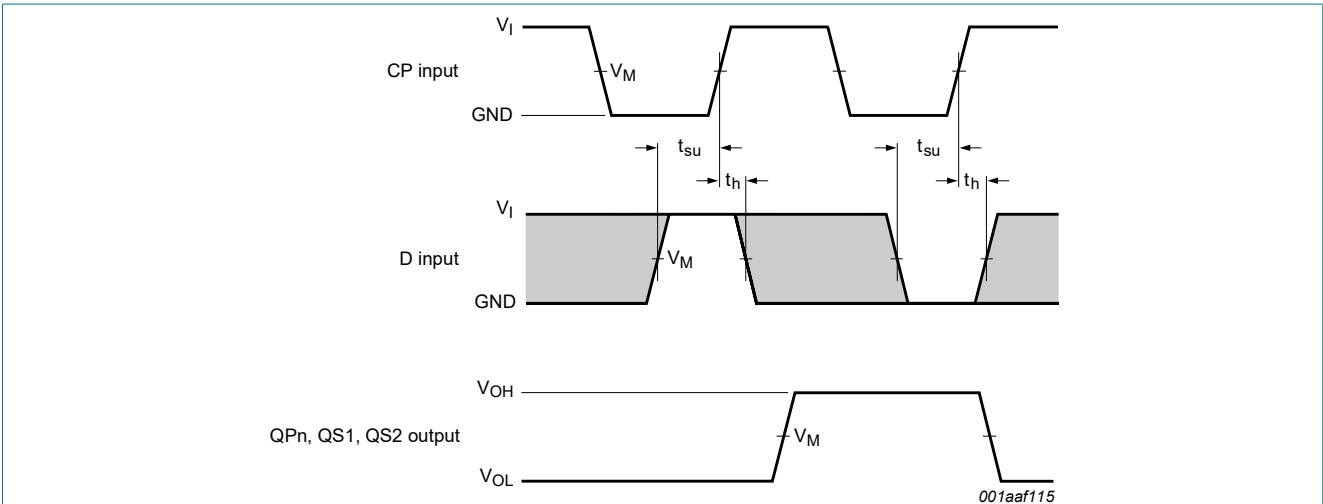 V_I
CP input
V_M
GND
t_su
t_su
t_h
t_h
V_I
D input
V_M
GND
V_OH
QPn, QS1, QS2 output
V_M
V_OL
001aaf115